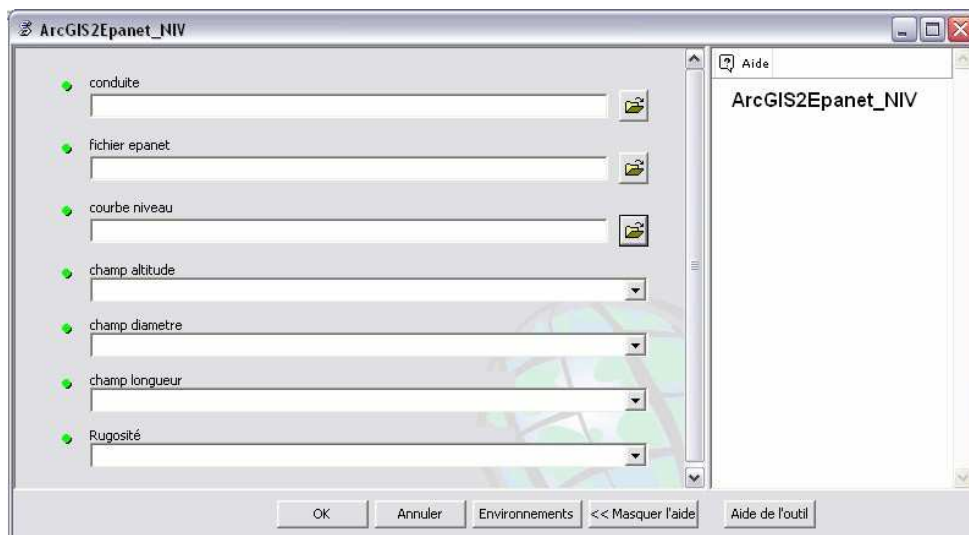 ArcGIS2Epanet_NIV
conduite
fichier epanet
courbe niveau
champ altitude
champ diametre
champ longueur
Rugosité
Aide
ArcGIS2Epanet_NIV
OK
Annuler
Environnements
<< Masquer l'aide
Aide de l'outil